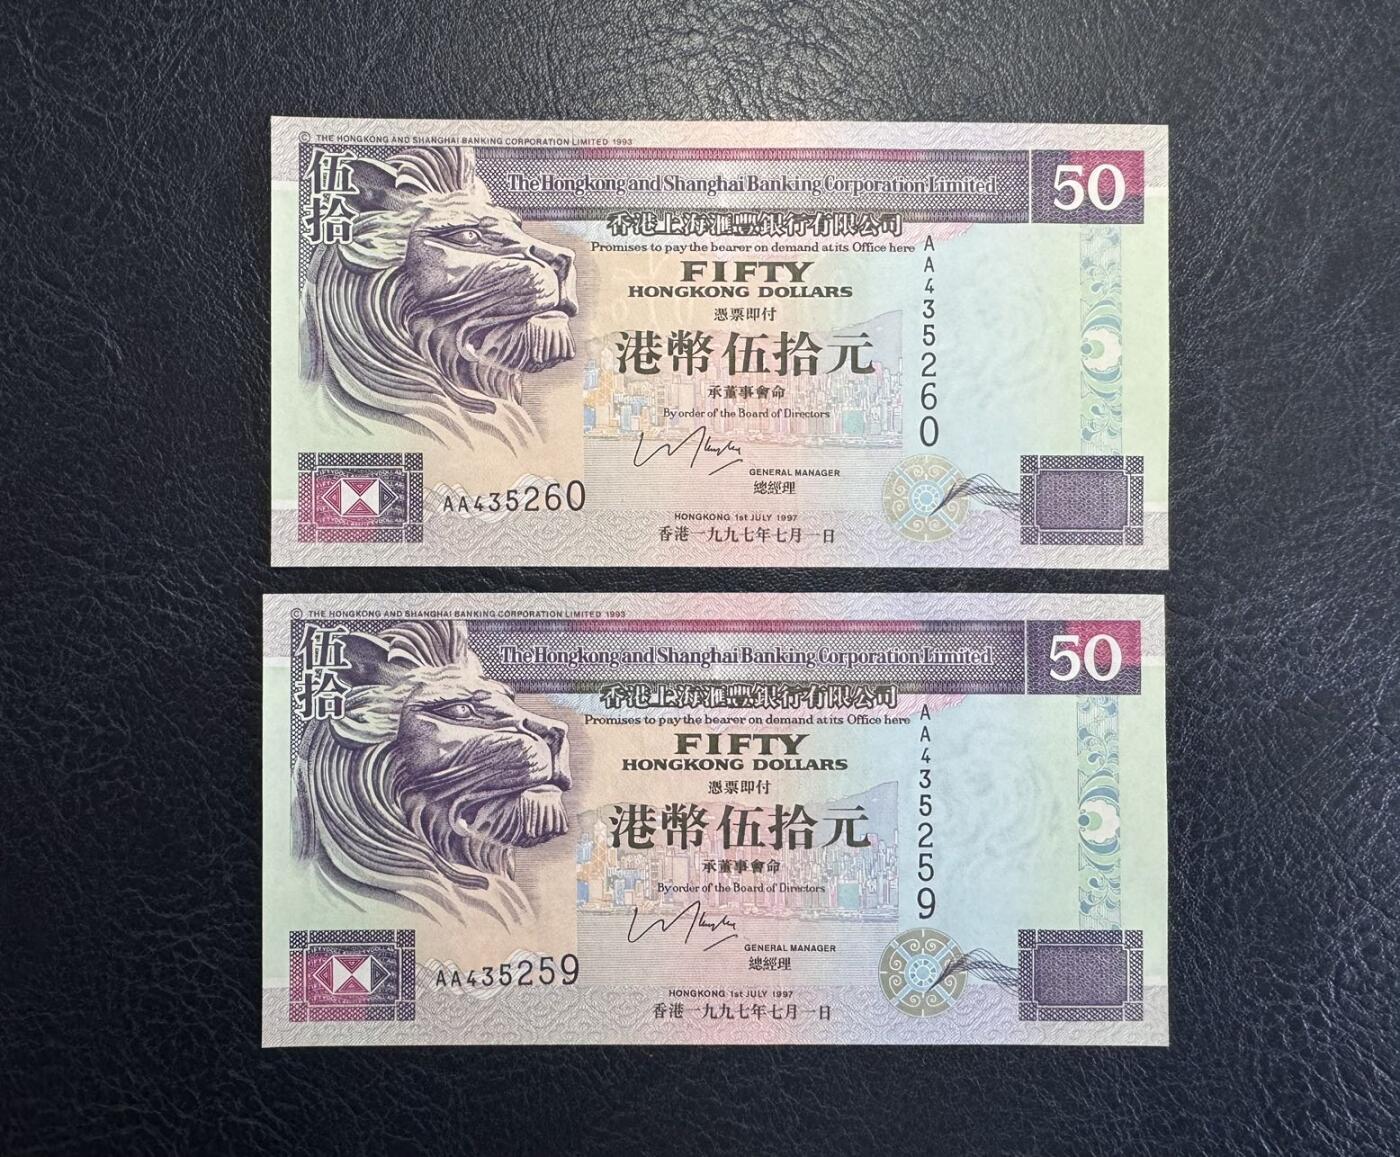 © THE HONGKONG AND SHANGHAI BANKING CORPORATION LIMITED 1993
伍拾
The Hongkong and Shanghai Banking Corporation Limited
50
香港上海滙豐銀行有限公司
Promises to pay the bearer on demand at its Office here
AA435260
FIFTY
HONGKONG DOLLARS
憑票即付
港幣伍拾元
承董事會命
By order of the Board of Directors
GENERAL MANAGER
總經理
AA435260
HONGKONG 1st JULY 1997
香港一九九七年七月一日
© THE HONGKONG AND SHANGHAI BANKING CORPORATION LIMITED 1993
伍拾
The Hongkong and Shanghai Banking Corporation Limited
50
香港上海滙豐銀行有限公司
Promises to pay the bearer on demand at its Office here
AA435259
FIFTY
HONGKONG DOLLARS
憑票即付
港幣伍拾元
承董事會命
By order of the Board of Directors
GENERAL MANAGER
總經理
AA435259
HONGKONG 1st JULY 1997
香港一九九七年七月一日